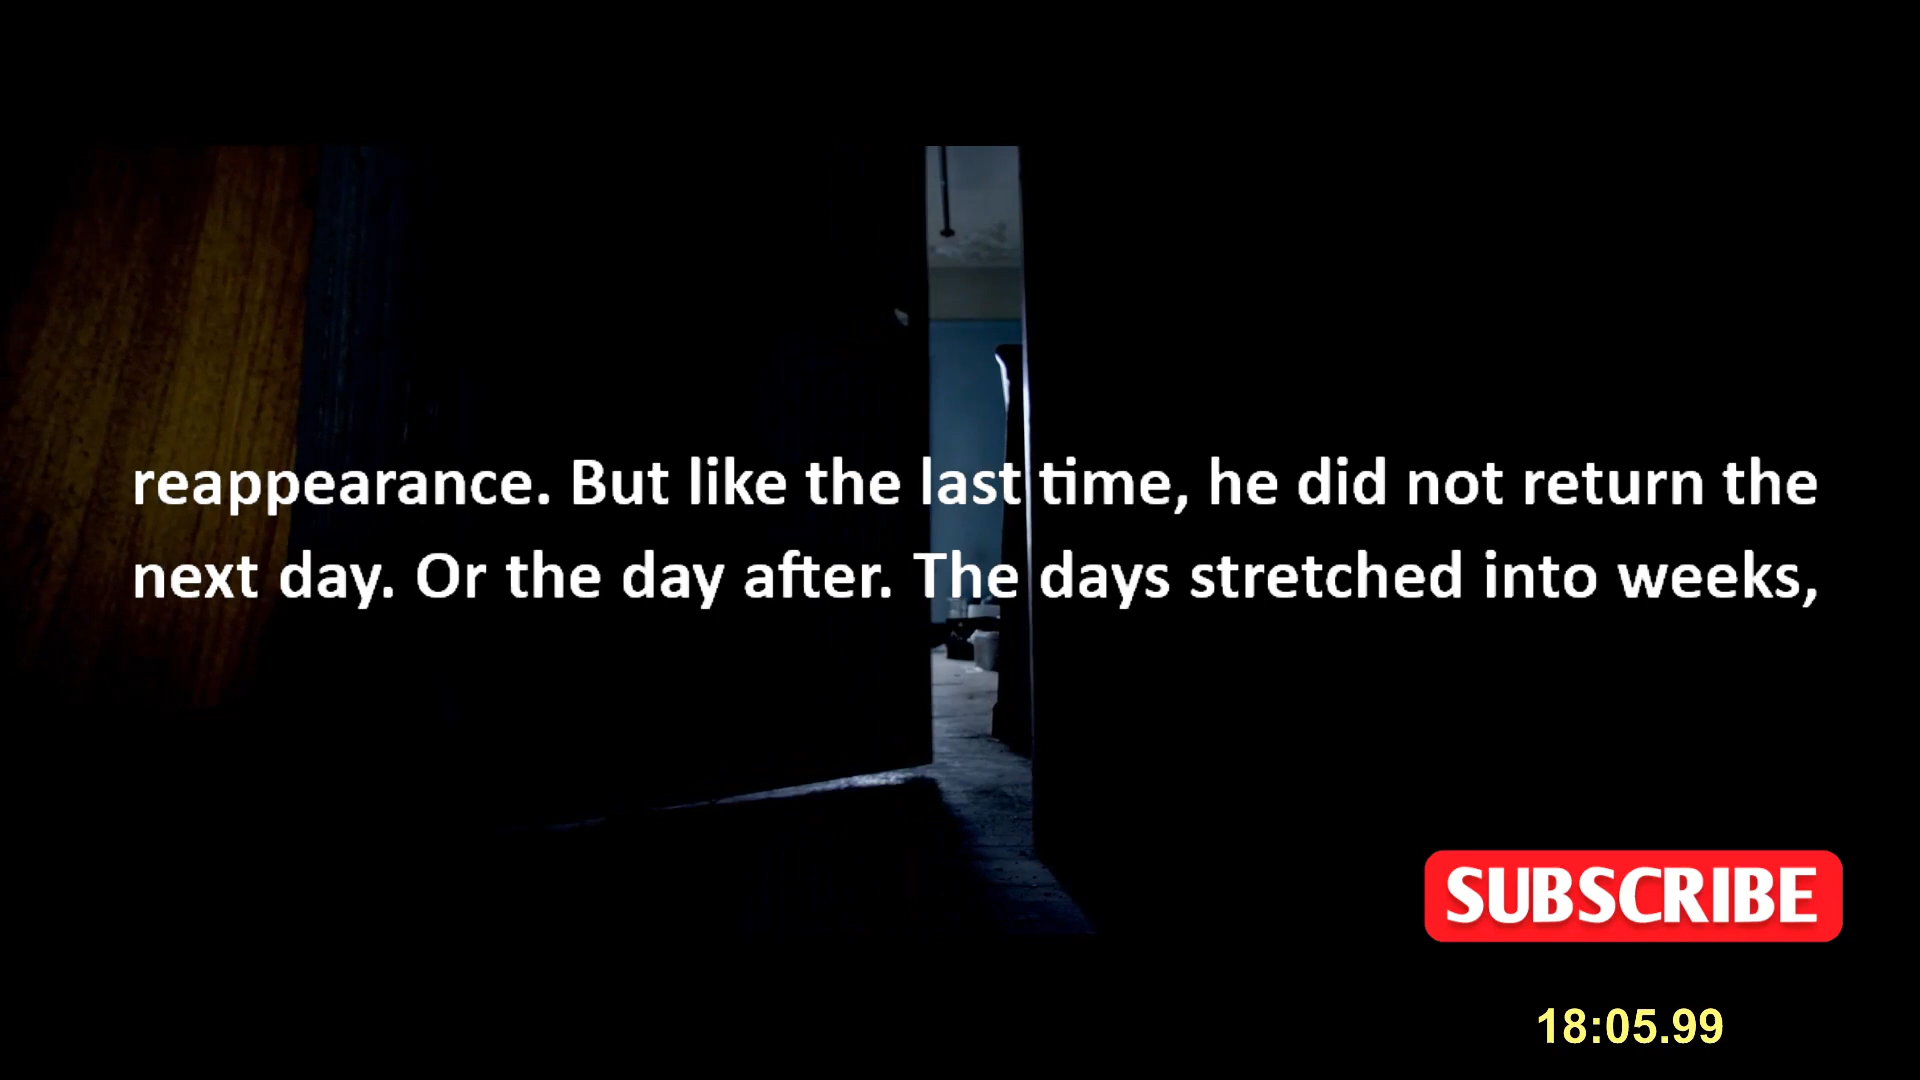 reappearance. But like the last time, he did not return the
next day. Or the day after. The days stretched into weeks,
SUBSCRIBE
18:05.99